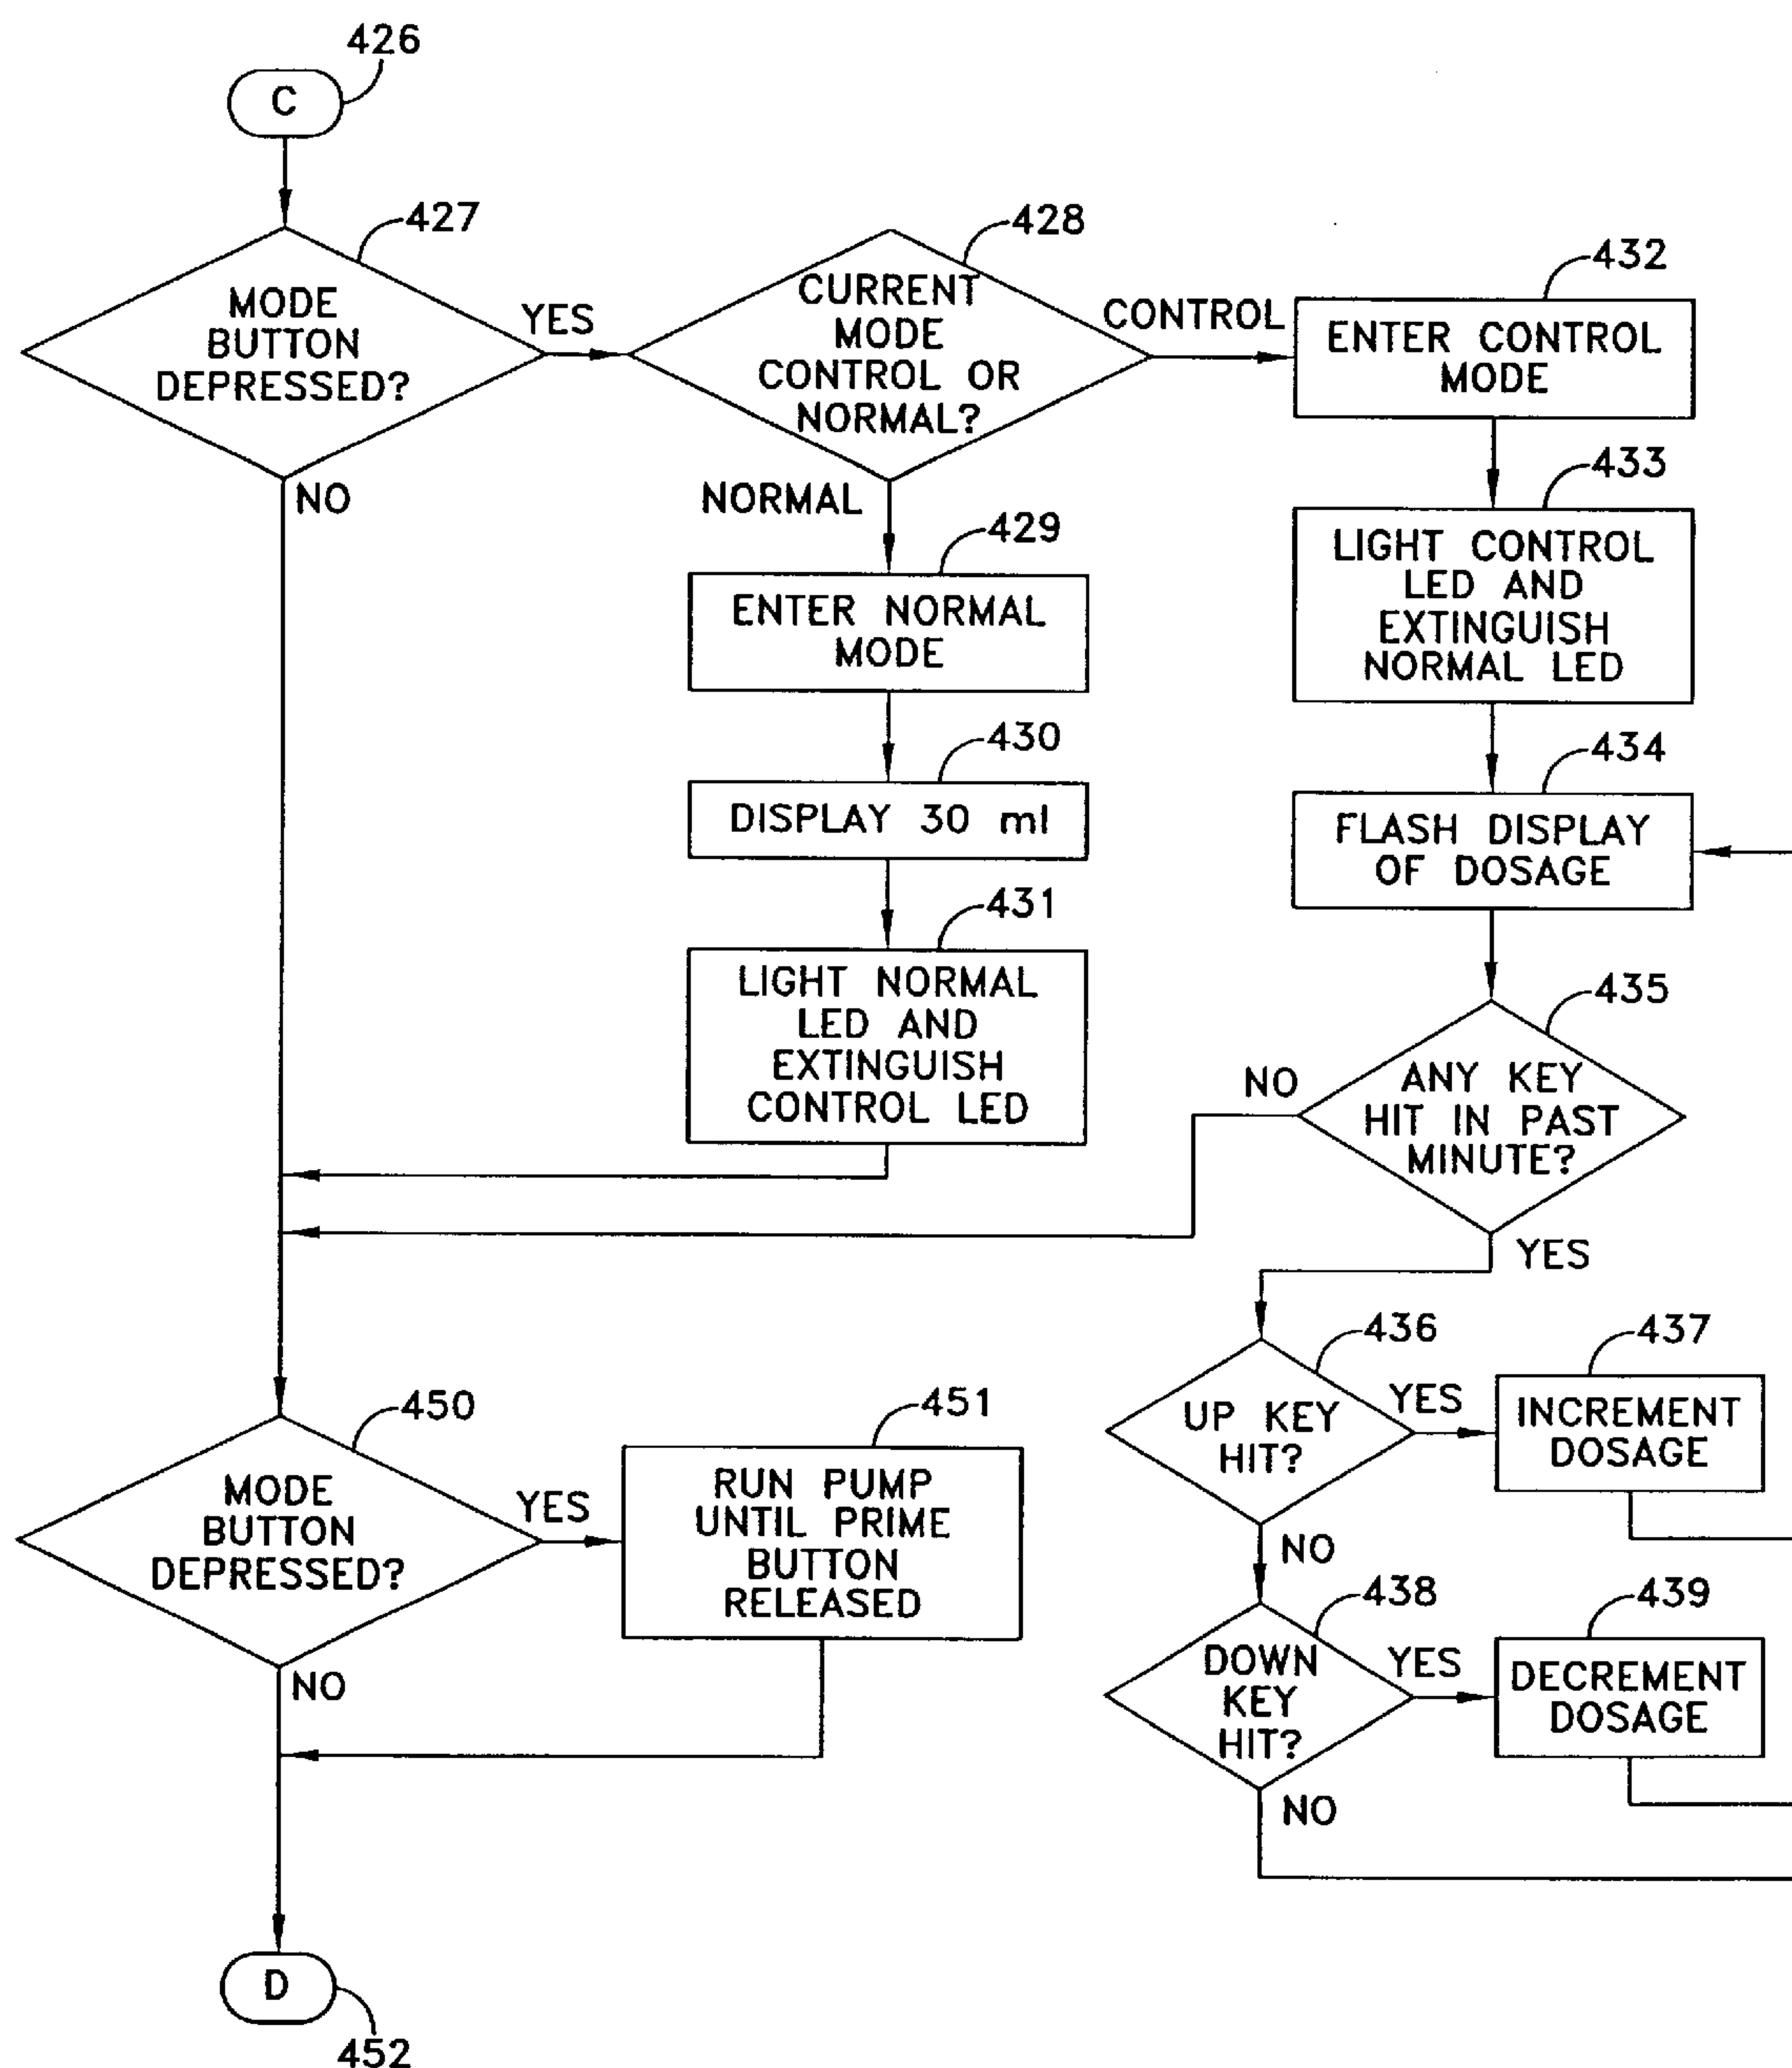 426
C
427
MODE
BUTTON
DEPRESSED?
YES
NO
428
CURRENT
MODE
CONTROL OR
NORMAL?
CONTROL
NORMAL
432
ENTER CONTROL
MODE
433
LIGHT CONTROL
LED AND
EXTINGUISH
NORMAL LED
429
ENTER NORMAL
MODE
430
DISPLAY 30 ml
434
FLASH DISPLAY
OF DOSAGE
431
LIGHT NORMAL
LED AND
EXTINGUISH
CONTROL LED
435
ANY KEY
HIT IN PAST
MINUTE?
NO
YES
436
UP KEY
HIT?
YES
NO
437
INCREMENT
DOSAGE
450
MODE
BUTTON
DEPRESSED?
YES
NO
451
RUN PUMP
UNTIL PRIME
BUTTON
RELEASED
438
DOWN
KEY
HIT?
YES
NO
439
DECREMENT
DOSAGE
D
452